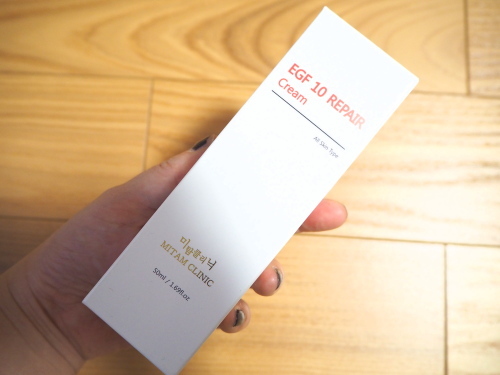 EGF 10 REPAIR
Cream
All Skin Type
미탐클리닉
MITAM CLINIC
50ml / 1.69fl.oz